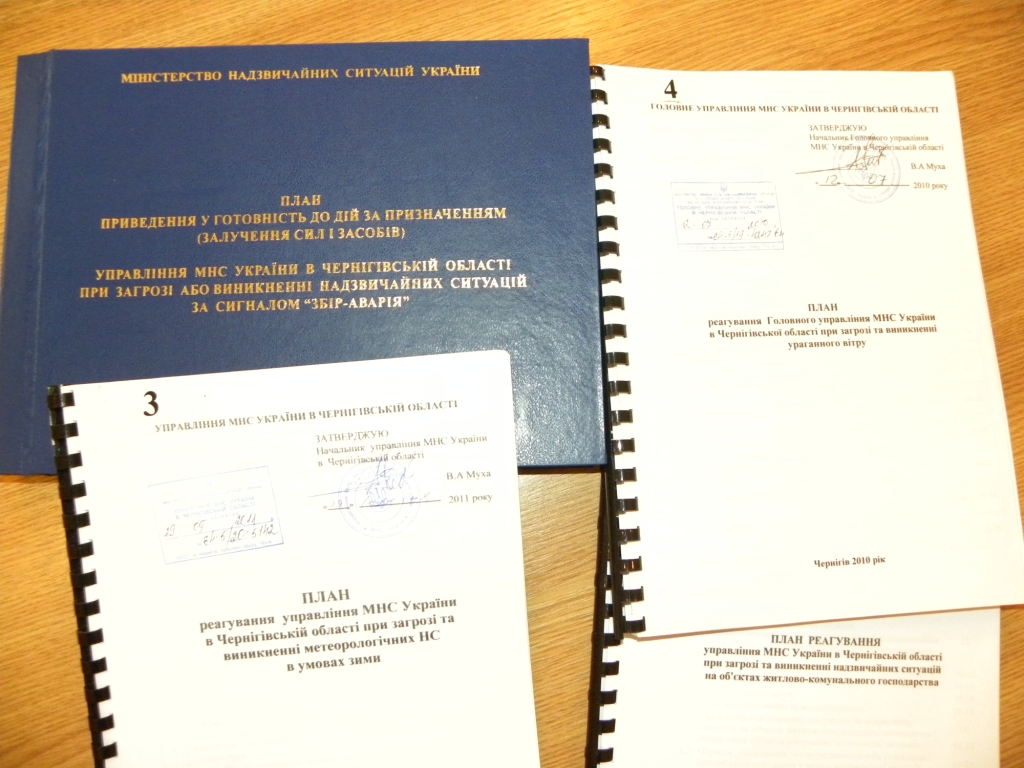 МІНІСТЕРСТВО НАДЗВИЧАЙНИХ СИТУАЦІЙ УКРАЇНИ
ПЛАН
ПРИВЕДЕННЯ У ГОТОВНІСТЬ ДО ДІЙ ЗА ПРИЗНАЧЕННЯМ
(ЗАЛУЧЕННЯ СИЛ І ЗАСОБІВ)
УПРАВЛІННЯ МНС УКРАЇНИ В ЧЕРНІГІВСЬКІЙ ОБЛАСТІ
ПРИ ЗАГРОЗІ АБО ВИНИКНЕННІ НАДЗВИЧАЙНИХ СИТУАЦІЙ
ЗА СИГНАЛОМ “ЗБІР-АВАРІЯ”
4
ГОЛОВНЕ УПРАВЛІННЯ МНС УКРАЇНИ В ЧЕРНІГІВСЬКІЙ ОБЛАСТІ
ЗАТВЕРДЖУЮ
Начальник Головного управління
МНС України в Чернігівській області
В.А Муха
12 07 2010 року
ПЛАН
реагування Головного управління МНС України
в Чернігівської області при загрозі та виникненні
ураганного вітру
Чернігів 2010 рік
3
УПРАВЛІННЯ МНС УКРАЇНИ В ЧЕРНІГІВСЬКІЙ ОБЛАСТІ
ЗАТВЕРДЖУЮ
Начальник управління МНС України
в Чернігівській області
В.А Муха
2011 року
ПЛАН
реагування управління МНС України
в Чернігівській області при загрозі та
виникненні метеорологічних НС
в умовах зими
ПЛАН РЕАГУВАННЯ
управління МНС України в Чернігівській області
при загрозі та виникненні надзвичайних ситуацій
на об'єктах житлово-комунального господарства